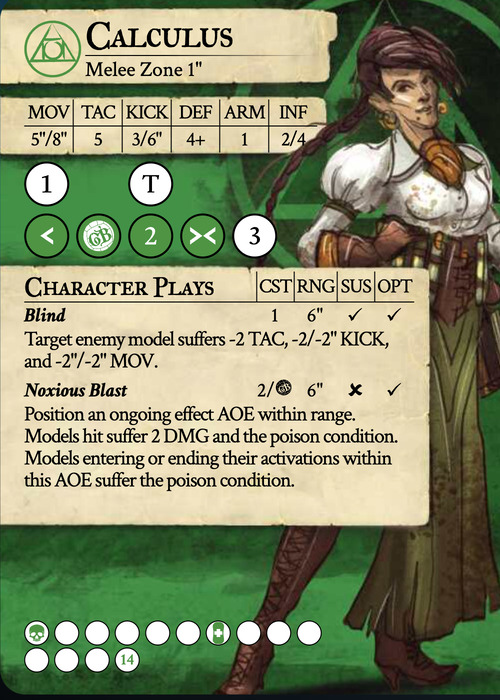 CALCULUS
Melee Zone 1"
MOV TAC KICK DEF ARM INF
5"/8" 5 3/6" 4+ 1 2/4
1 T
< GB 2 >< 3
CHARACTER PLAYS CST RNG SUS OPT
Blind 1 6" ✓ ✓
Target enemy model suffers -2 TAC, -2/-2" KICK,
and -2"/-2" MOV.
Noxious Blast 2/GB 6" ✘ ✓
Position an ongoing effect AOE within range.
Models hit suffer 2 DMG and the poison condition.
Models entering or ending their activations within
this AOE suffer the poison condition.
14